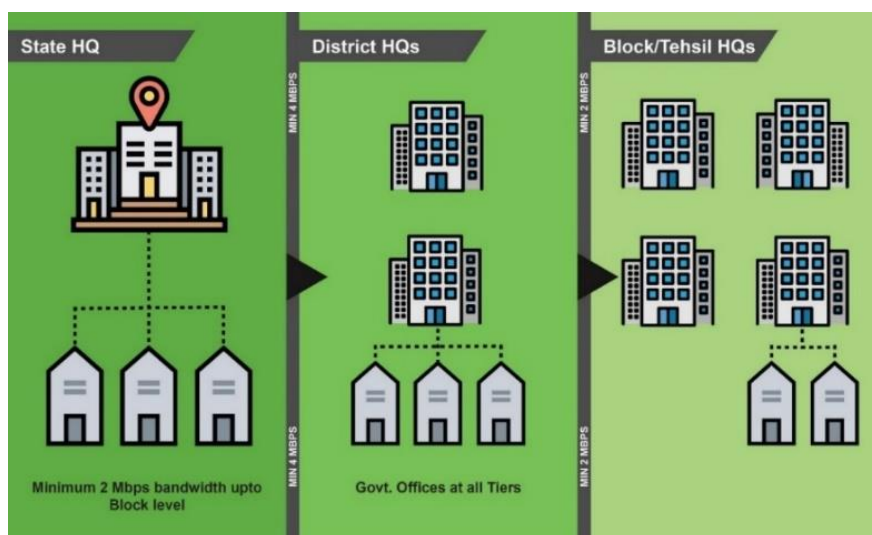 State HQ
District HQs
Block/Tehsil HQs
MIN 4 MBPS
MIN 2 MBPS
MIN 4 MBPS
MIN 2 MBPS
Minimum 2 Mbps bandwidth upto
Block level
Govt. Offices at all Tiers